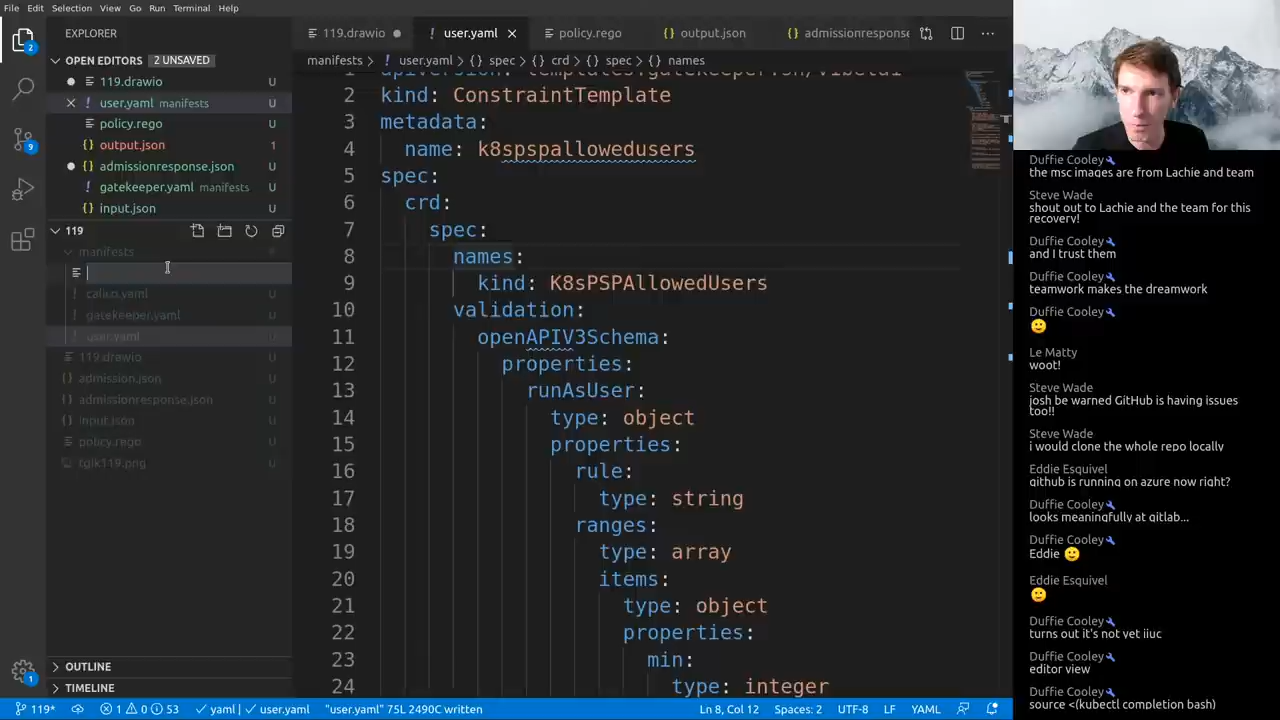 File Edit Selection View Go Run Terminal Help
EXPLORER
OPEN EDITORS 2 UNSAVED
119.drawio
user.yaml manifests U
policy.rego U
output.json 1, U
admissionresponse.json U
gatekeeper.yaml manifests U
input.json U
119
manifests
calico.yaml U
gatekeeper.yaml U
user.yaml U
119.drawio U
admission.json U
admissionresponse.json U
input.json U
policy.rego U
tgik119.png U
OUTLINE
TIMELINE
2
9
1
119.drawio
user.yaml
policy.rego
output.json
admissionresponse
manifests > user.yaml > {} spec > {} crd > {} spec > {} names
2 kind: ConstraintTemplate
3 metadata:
4 name: k8spspallowedusers
5 spec:
6 crd:
7 spec:
8 names:
9 kind: K8sPSPAllowedUsers
10 validation:
11 openAPIV3Schema:
12 properties:
13 runAsUser:
14 type: object
15 properties:
16 rule:
17 type: string
18 ranges:
19 type: array
20 items:
21 type: object
22 properties:
23 min:
24 type: integer
119* 1 0 53 yaml | user.yaml "user.yaml" 75L 2490C written Ln 8, Col 12 Spaces: 2 UTF-8 LF YAML
Duffie Cooley
the msc images are from Lachie and team
Steve Wade
shout out to Lachie and the team for this
recovery!
Duffie Cooley
and I trust them
Duffie Cooley
teamwork makes the dreamwork
Duffie Cooley
Le Matty
woot!
Steve Wade
josh be warned GitHub is having issues
too!!
Steve Wade
i would clone the whole repo locally
Eddie Esquivel
github is running on azure now right?
Duffie Cooley
looks meaningfully at gitlab...
Duffie Cooley
Eddie
Eddie Esquivel
Duffie Cooley
turns out it's not yet iiuc
Duffie Cooley
editor view
Duffie Cooley
source <(kubectl completion bash)